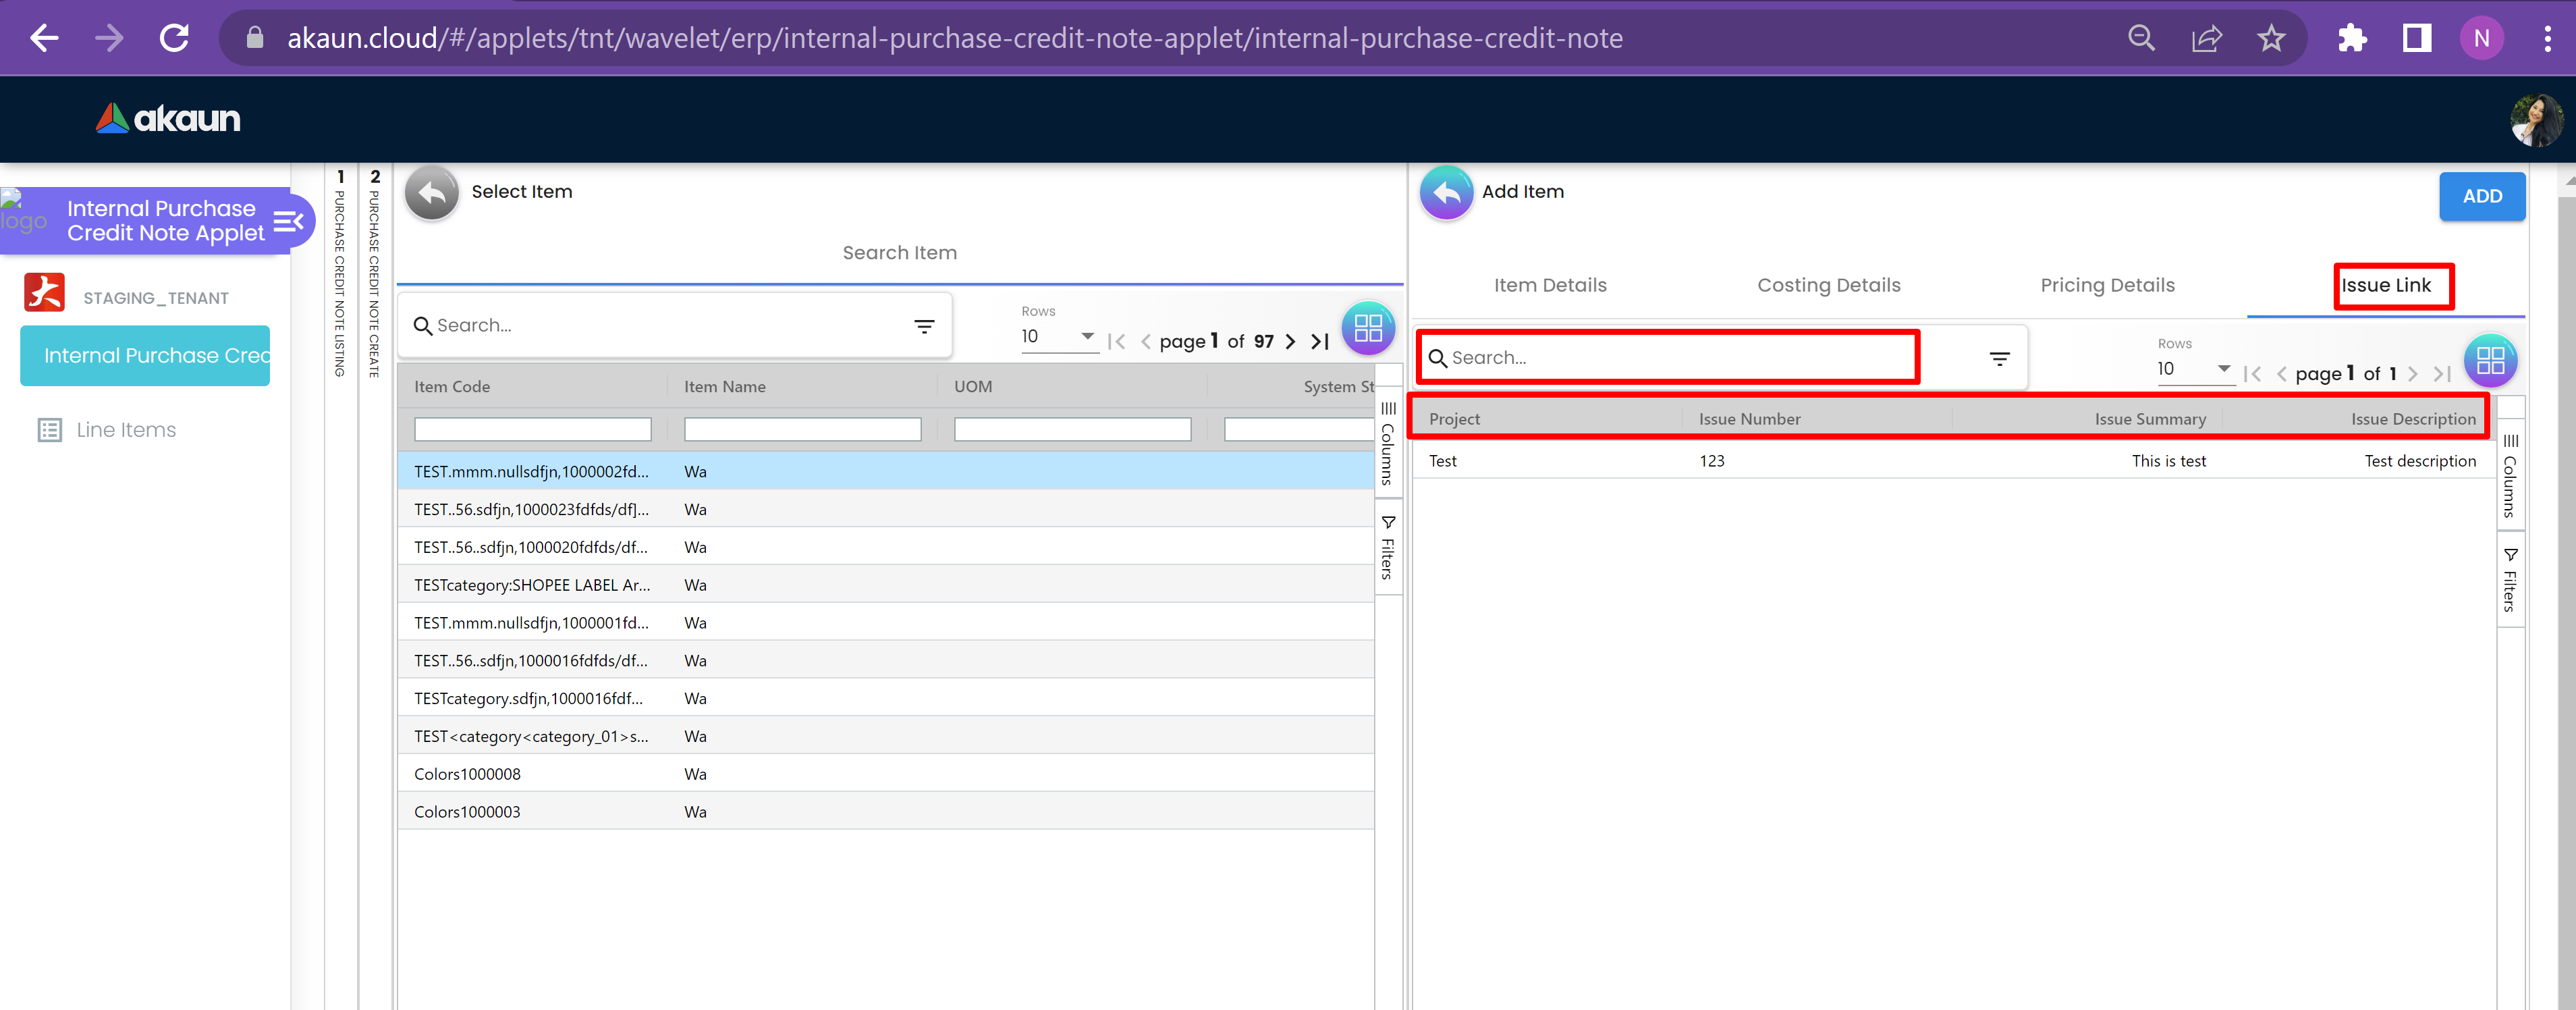 akaun.cloud/#/applets/tnt/wavelet/erp/internal-purchase-credit-note-applet/internal-purchase-credit-note
N
akaun
logo
Internal Purchase
Credit Note Applet
STAGING_TENANT
Internal Purchase Crec
Line Items
1 PURCHASE CREDIT NOTE LISTING
2 PURCHASE CREDIT NOTE CREATE
Select Item
Search Item
Search...
Rows
10
page 1 of 97
Item Code Item Name UOM System St
TEST.mmm.nullsdfjn,1000002fd... Wa
TEST..56.sdfjn,1000023fdfds/df]... Wa
TEST..56..sdfjn,1000020fdfds/df... Wa
TESTcategory:SHOPEE LABEL Ar... Wa
TEST.mmm.nullsdfjn,1000001fd... Wa
TEST..56..sdfjn,1000016fdfds/df... Wa
TESTcategory.sdfjn,1000016fdf... Wa
TEST<category<category_01>s... Wa
Colors1000008 Wa
Colors1000003 Wa
Columns
Filters
Add Item
ADD
Item Details Costing Details Pricing Details Issue Link
Search...
Rows
10
page 1 of 1
Project Issue Number Issue Summary Issue Description
Test 123 This is test Test description
Columns
Filters